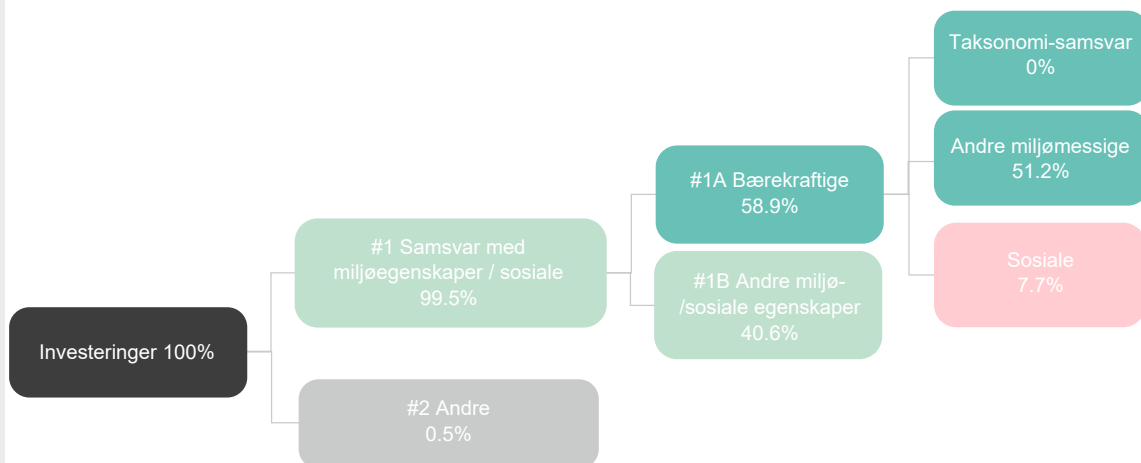 Investeringer 100%
#1 Samsvar med
miljøegenskaper / sosiale
99.5%
#2 Andre
0.5%
#1A Bærekraftige
58.9%
#1B Andre miljø-
/sosiale egenskaper
40.6%
Taksonomi-samsvar
0%
Andre miljømessige
51.2%
Sosiale
7.7%